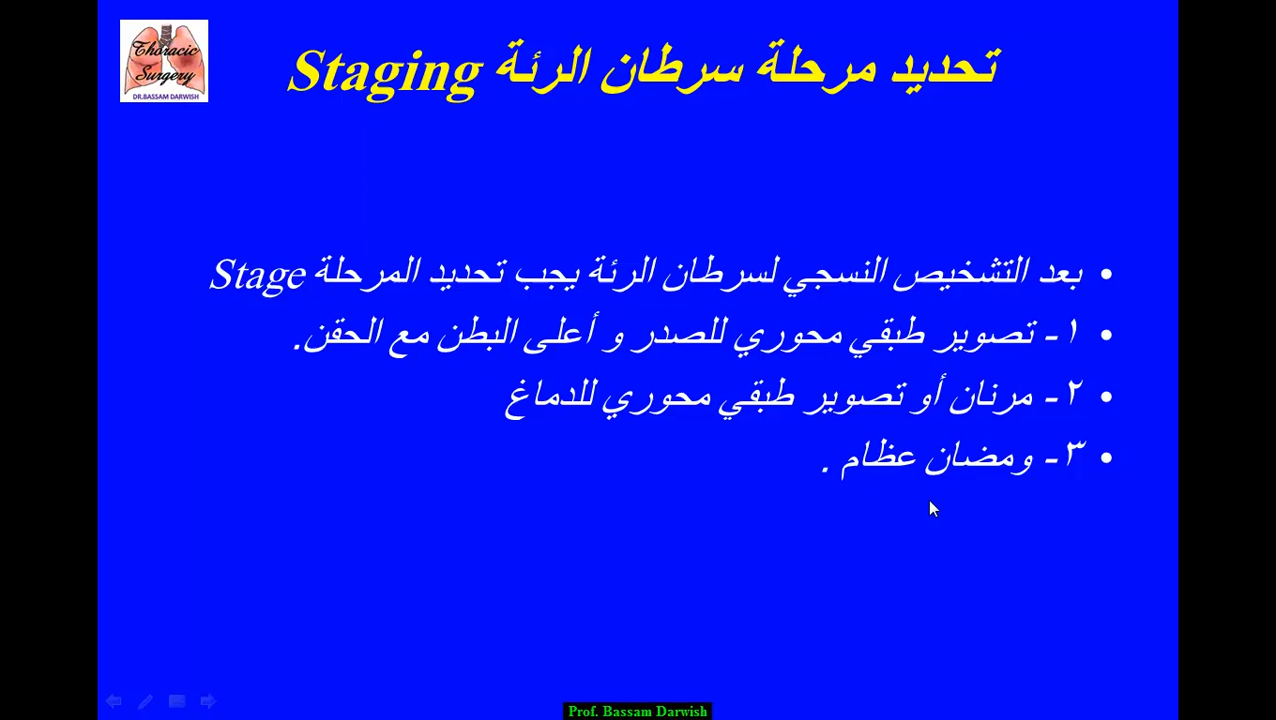 Thoracic
Surgery
DR.BASSAM DARWISH
تحديد مرحلة سرطان الرئة Staging
• بعد التشخيص النسجي لسرطان الرئة يجب تحديد المرحلة Stage
• ١- تصوير طبقي محوري للصدر و أعلى البطن مع الحقن.
• ٢- مرنان أو تصوير طبقي محوري للدماغ
• ٣- ومضان عظام .
Prof. Bassam Darwish